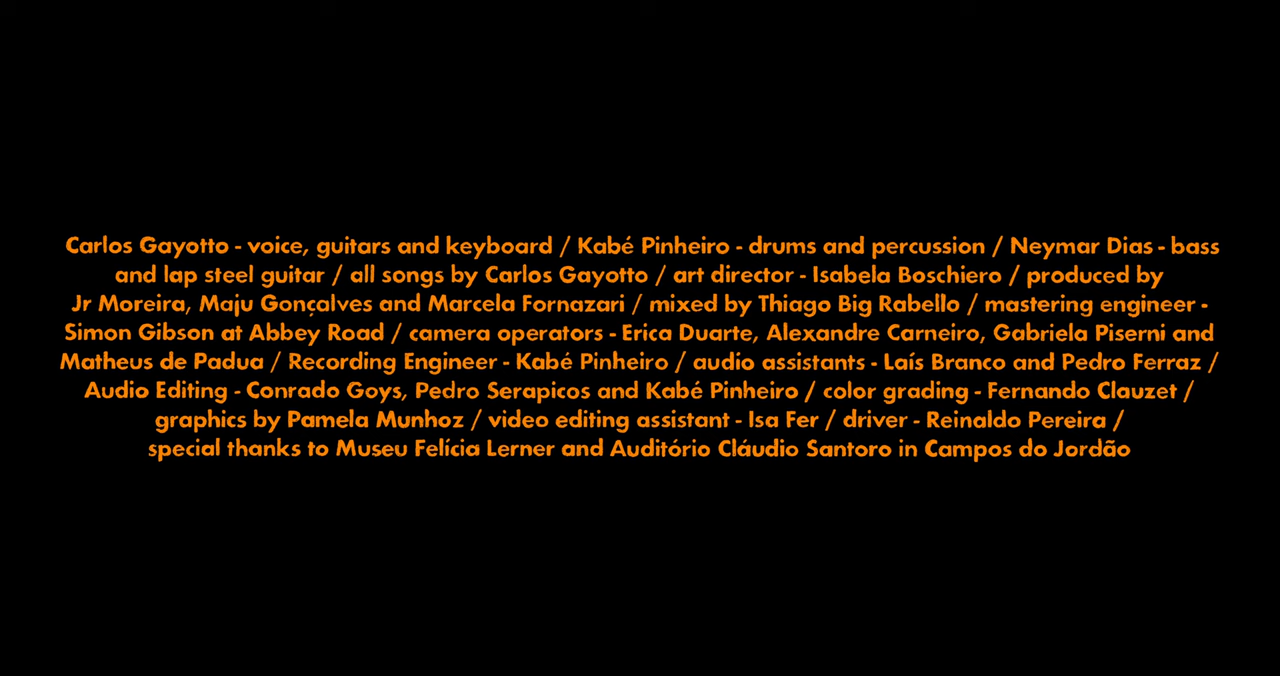 Carlos Gayotto - voice, guitars and keyboard / Kabé Pinheiro - drums and percussion / Neymar Dias - bass
and lap steel guitar / all songs by Carlos Gayotto / art director - Isabela Boschiero / produced by
Jr Moreira, Maju Gonçalves and Marcela Fornazari / mixed by Thiago Big Rabello / mastering engineer -
Simon Gibson at Abbey Road / camera operators - Erica Duarte, Alexandre Carneiro, Gabriela Piserni and
Matheus de Padua / Recording Engineer - Kabé Pinheiro / audio assistants - Laís Branco and Pedro Ferraz /
Audio Editing - Conrado Goys, Pedro Serapicos and Kabé Pinheiro / color grading - Fernando Clauzet /
graphics by Pamela Munhoz / video editing assistant - Isa Fer / driver - Reinaldo Pereira /
special thanks to Museu Felícia Lerner and Auditório Cláudio Santoro in Campos do Jordão